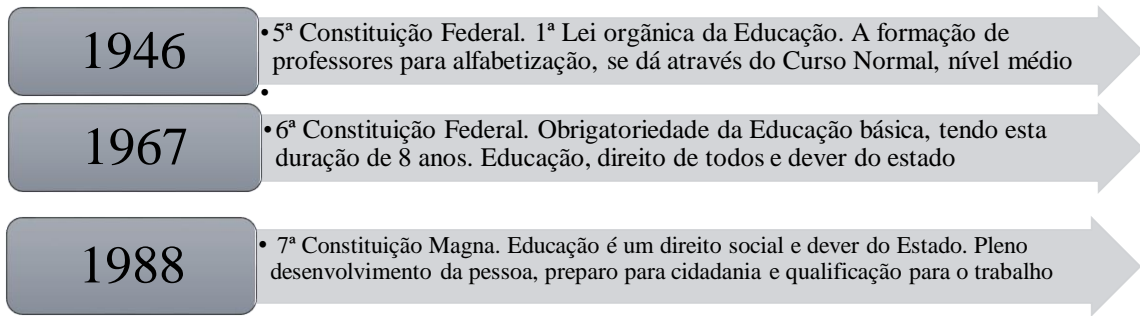 1946
• 5ª Constituição Federal. 1ª Lei orgânica da Educação. A formação de
professores para alfabetização, se dá através do Curso Normal, nível médio
•
1967
• 6ª Constituição Federal. Obrigatoriedade da Educação básica, tendo esta
duração de 8 anos. Educação, direito de todos e dever do estado
1988
• 7ª Constituição Magna. Educação é um direito social e dever do Estado. Pleno
desenvolvimento da pessoa, preparo para cidadania e qualificação para o trabalho